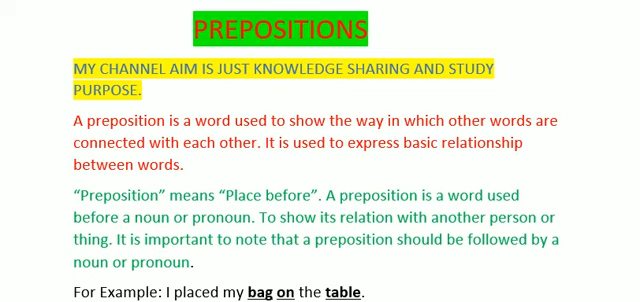 PREPOSITIONS
MY CHANNEL AIM IS JUST KNOWLEDGE SHARING AND STUDY
PURPOSE.
A preposition is a word used to show the way in which other words are
connected with each other. It is used to express basic relationship
between words.
“Preposition” means “Place before”. A preposition is a word used
before a noun or pronoun. To show its relation with another person or
thing. It is important to note that a preposition should be followed by a
noun or pronoun.
For Example: I placed my bag on the table.